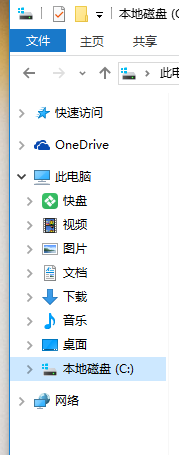 本地磁盘 (C
文件 主页 共享
此电
快速访问
OneDrive
此电脑
快盘
视频
图片
文档
下载
音乐
桌面
本地磁盘 (C:)
网络